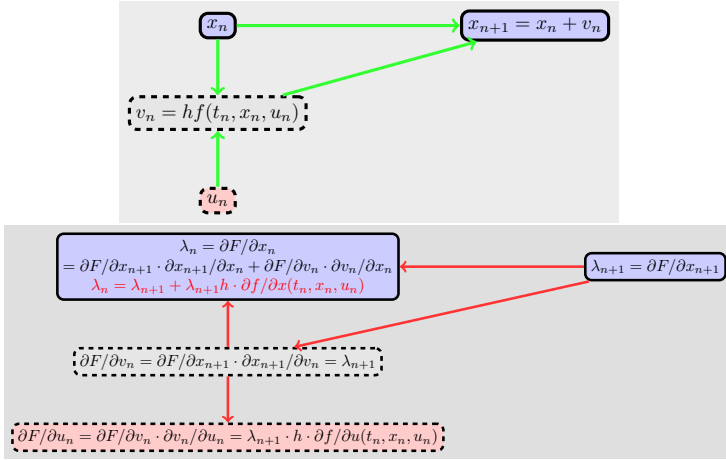 x_n
x_{n+1} = x_n + v_n
v_n = hf(t_n, x_n, u_n)
u_n
λ_n = ∂F/∂x_n
= ∂F/∂x_{n+1} · ∂x_{n+1}/∂x_n + ∂F/∂v_n · ∂v_n/∂x_n
λ_n = λ_{n+1} + λ_{n+1}h · ∂f/∂x(t_n, x_n, u_n)
λ_{n+1} = ∂F/∂x_{n+1}
∂F/∂v_n = ∂F/∂x_{n+1} · ∂x_{n+1}/∂v_n = λ_{n+1}
∂F/∂u_n = ∂F/∂v_n · ∂v_n/∂u_n = λ_{n+1} · h · ∂f/∂u(t_n, x_n, u_n)